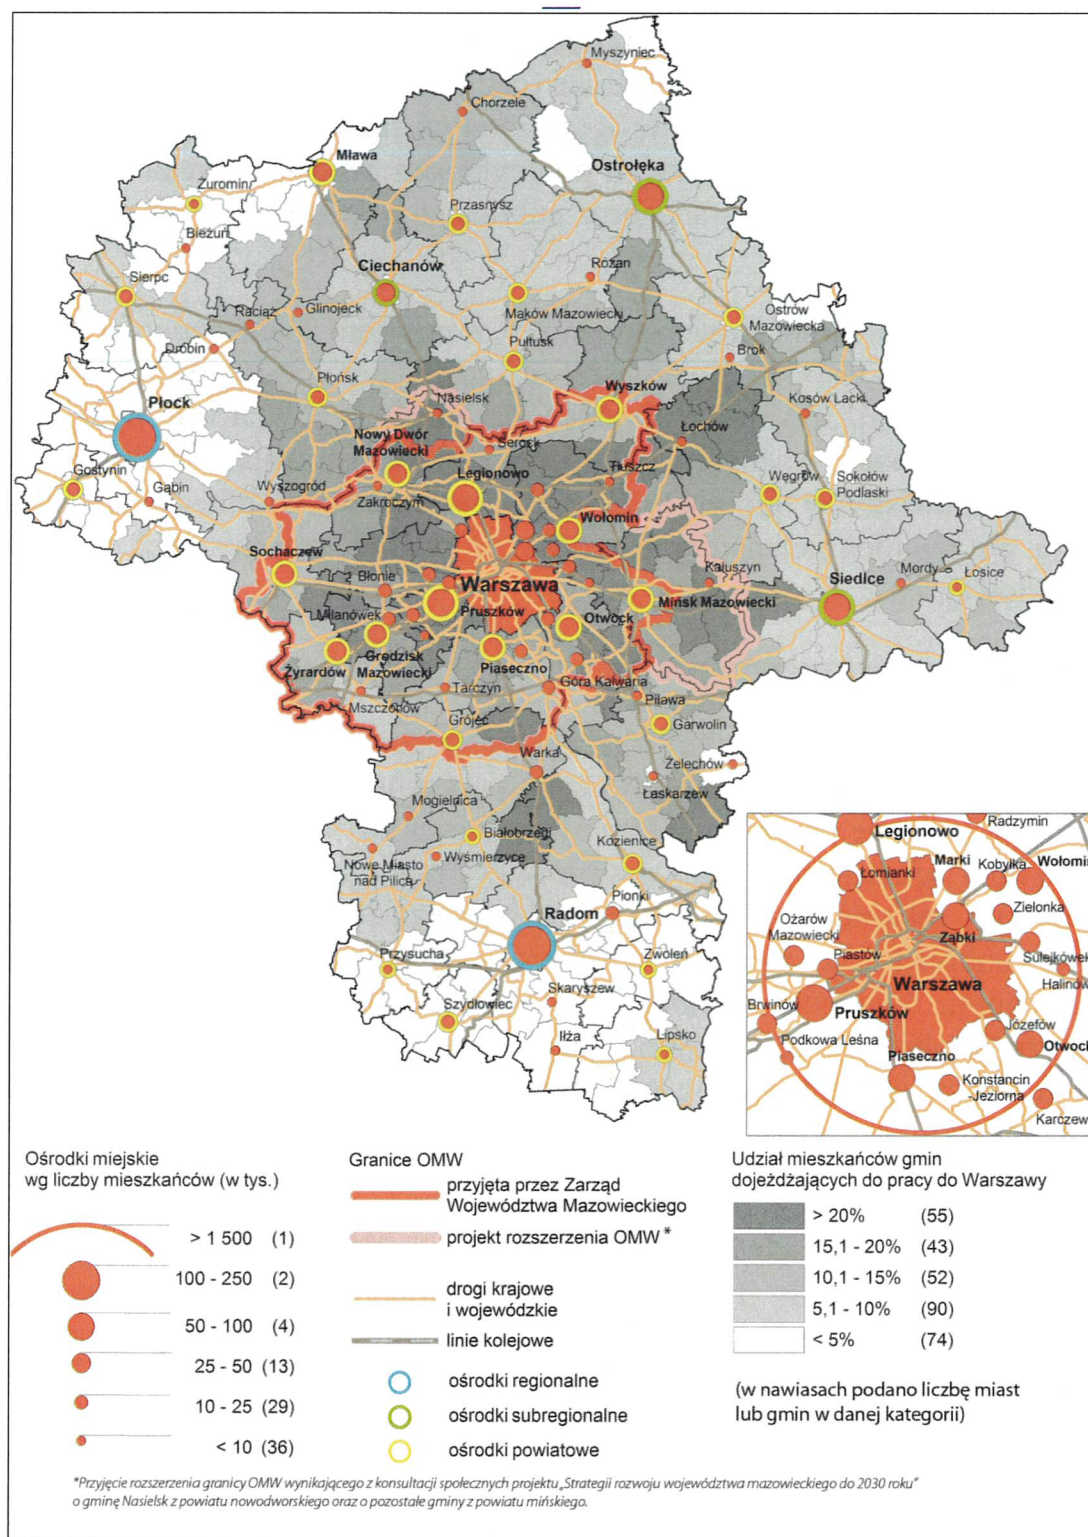 Myszyniec
Chorzele
Mława
Ostrołęka
Żuromin
Przasnysz
Bieżuń
Ciechanów
Różan
Sierpc
Raciąż
Glinojeck
Maków Mazowiecki
Ostrów
Mazowiecka
Drobin
Pułtusk
Brok
Płońsk
Wyszków
Płock
Nasielsk
Kosów Lacki
Nowy Dwór
Mazowiecki
Serock
Łochów
Legionowo
Tłuszcz
Gostynin
Gąbin
Wyszogród
Zakroczym
Węgrów
Sokołów
Podlaski
Wołomin
Sochaczew
Błonie
Warszawa
Kałuszyn
Siedlce
Mordy
Łosice
Milanówek
Pruszków
Mińsk Mazowiecki
Otwock
Żyrardów
Grodzisk
Mazowiecki
Piaseczno
Tarczyn
Góra Kalwaria
Pilawa
Mszczonów
Grójec
Garwolin
Warka
Żelechów
Łaskarzew
Mogielnica
Białobrzegi
Kozienice
Nowe Miasto
nad Pilicą
Wyśmierzyce
Pionki
Radom
Przysucha
Zwoleń
Skaryszew
Szydłowiec
Iłża
Lipsko
Radzymin
Legionowo
Marki
Kobyłka
Wołomin
Łomianki
Zielonka
Ożarów
Mazowiecki
Ząbki
Piastów
Sulejówek
Warszawa
Halinów
Brwinów
Pruszków
Józefów
Podkowa Leśna
Piaseczno
Otwock
Konstancin
-Jeziorna
Karczew
Ośrodki miejskie
wg liczby mieszkańców (w tys.)
> 1 500 (1)
100 - 250 (2)
50 - 100 (4)
25 - 50 (13)
10 - 25 (29)
< 10 (36)
Granice OMW
przyjęta przez Zarząd
Województwa Mazowieckiego
projekt rozszerzenia OMW *
drogi krajowe
i wojewódzkie
linie kolejowe
ośrodki regionalne
ośrodki subregionalne
ośrodki powiatowe
Udział mieszkańców gmin
dojeżdżających do pracy do Warszawy
> 20% (55)
15,1 - 20% (43)
10,1 - 15% (52)
5,1 - 10% (90)
< 5% (74)
(w nawiasach podano liczbę miast
lub gmin w danej kategorii)
*Przyjęcie rozszerzenia granicy OMW wynikającego z konsultacji społecznych projektu „Strategii rozwoju województwa mazowieckiego do 2030 roku”
o gminę Nasielsk z powiatu nowodworskiego oraz o pozostałe gminy z powiatu mińskiego.